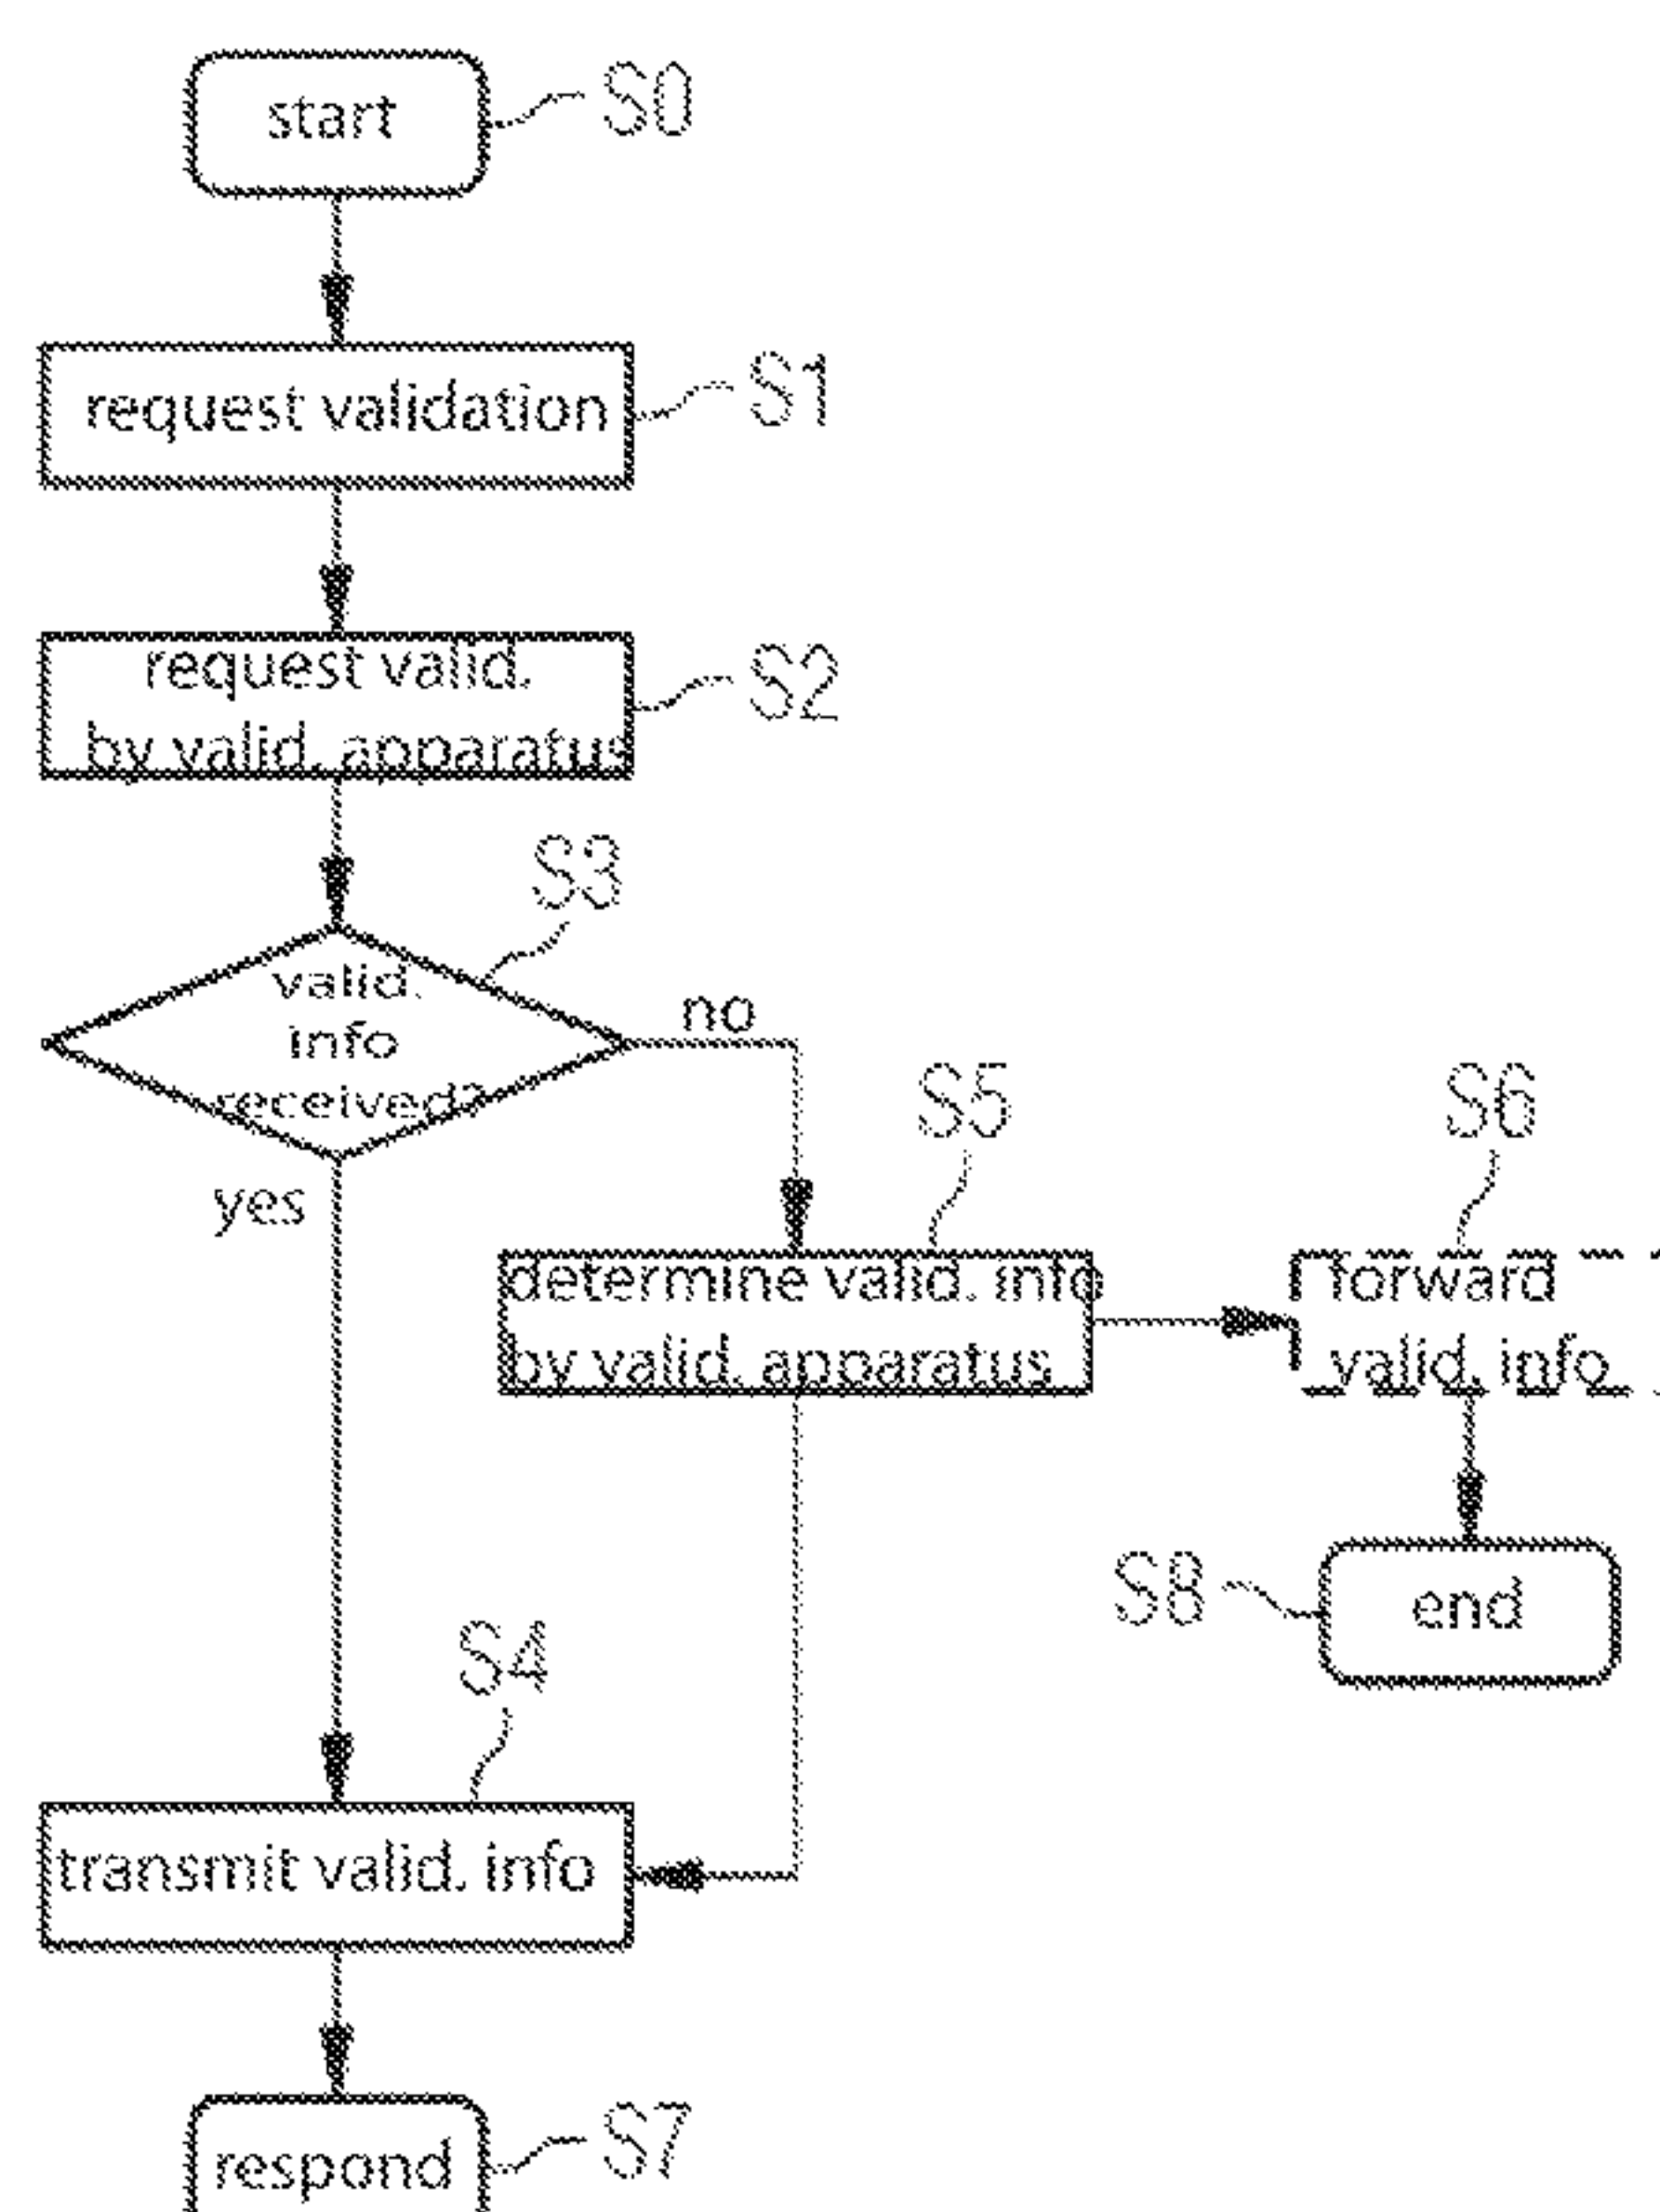 start
S0
request validation
S1
request valid.
by valid. apparatus
S2
S3
valid.
info
received?
no
yes
S5
determine valid. info
by valid. apparatus
S6
forward
valid. info
S8
end
S4
transmit valid. info
respond
S7